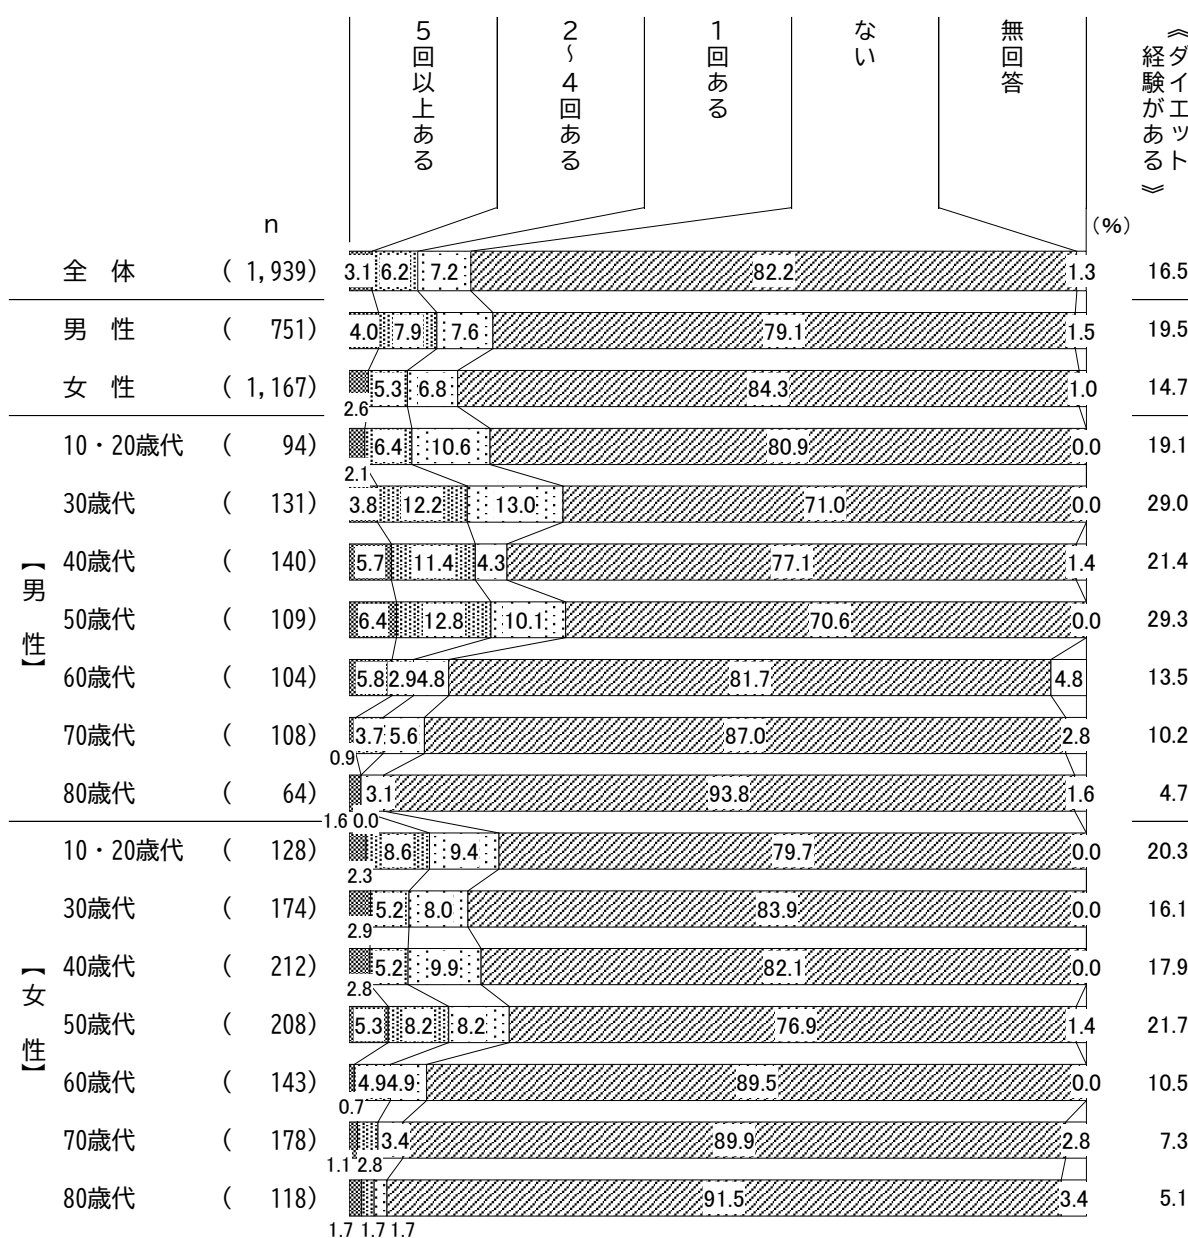 5回以上ある
2〜4回ある
1回ある
ない
無回答
《ダイエット
経験がある》
n
(%)
全 体 ( 1,939) 3.1 6.2 7.2 82.2 1.3 16.5
男 性 ( 751) 4.0 7.9 7.6 79.1 1.5 19.5
女 性 ( 1,167) 2.6 5.3 6.8 84.3 1.0 14.7
【男 性】
10・20歳代 ( 94) 2.1 6.4 10.6 80.9 0.0 19.1
30歳代 ( 131) 3.8 12.2 13.0 71.0 0.0 29.0
40歳代 ( 140) 5.7 11.4 4.3 77.1 1.4 21.4
50歳代 ( 109) 6.4 12.8 10.1 70.6 0.0 29.3
60歳代 ( 104) 5.8 2.9 4.8 81.7 4.8 13.5
70歳代 ( 108) 0.9 3.7 5.6 87.0 2.8 10.2
80歳代 ( 64) 1.6 0.0 3.1 93.8 1.6 4.7
【女 性】
10・20歳代 ( 128) 2.3 8.6 9.4 79.7 0.0 20.3
30歳代 ( 174) 2.9 5.2 8.0 83.9 0.0 16.1
40歳代 ( 212) 2.8 5.2 9.9 82.1 0.0 17.9
50歳代 ( 208) 5.3 8.2 8.2 76.9 1.4 21.7
60歳代 ( 143) 0.7 4.9 4.9 89.5 0.0 10.5
70歳代 ( 178) 1.1 2.8 3.4 89.9 2.8 7.3
80歳代 ( 118) 1.7 1.7 1.7 91.5 3.4 5.1